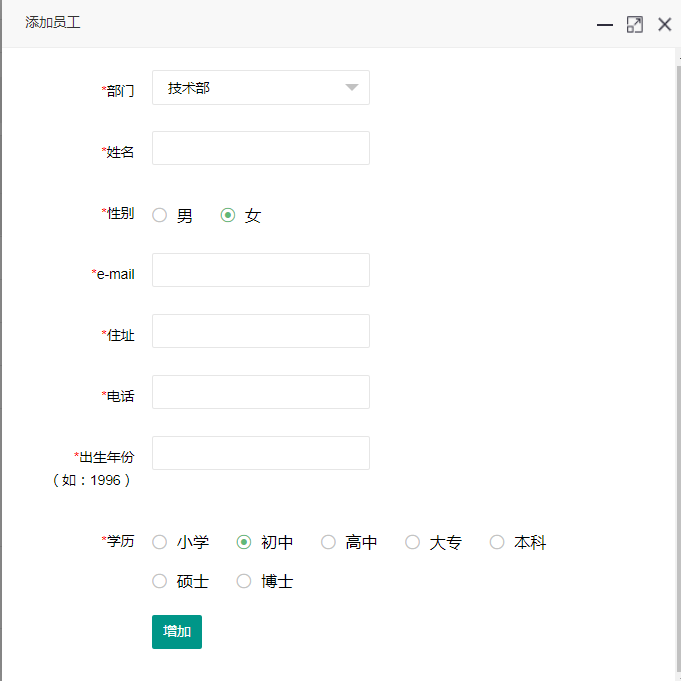 添加员工
*部门 技术部
*姓名
*性别 男 女
*e-mail
*住址
*电话
*出生年份
（如：1996）
*学历 小学 初中 高中 大专 本科
硕士 博士
增加